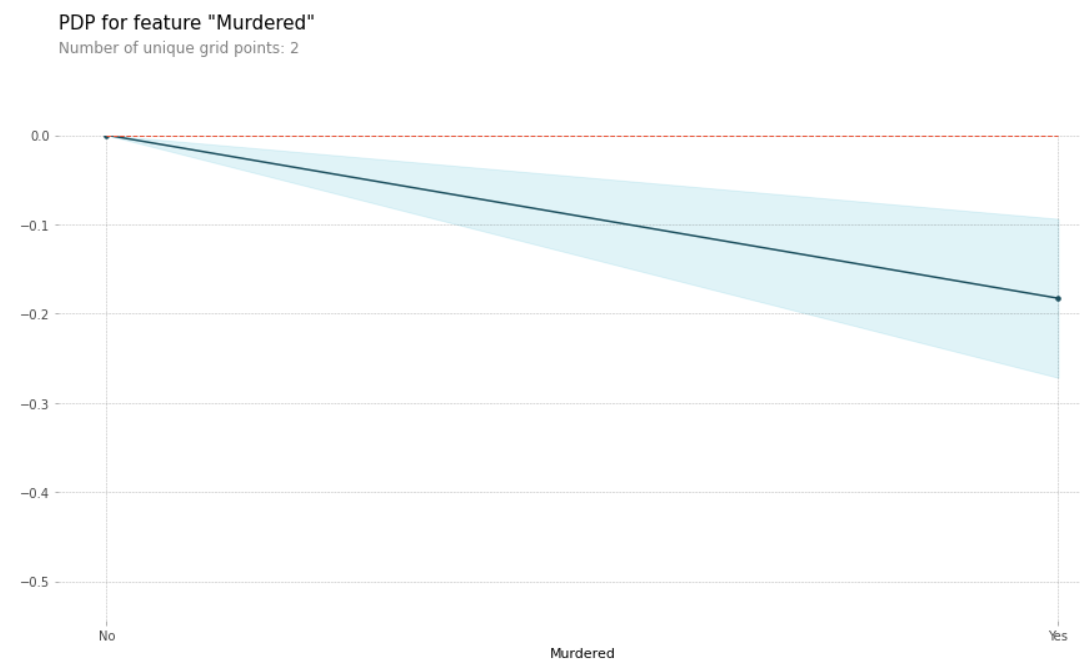 PDP for feature "Murdered"
Number of unique grid points: 2
0.0
−0.1
−0.2
−0.3
−0.4
−0.5
No
Yes
Murdered